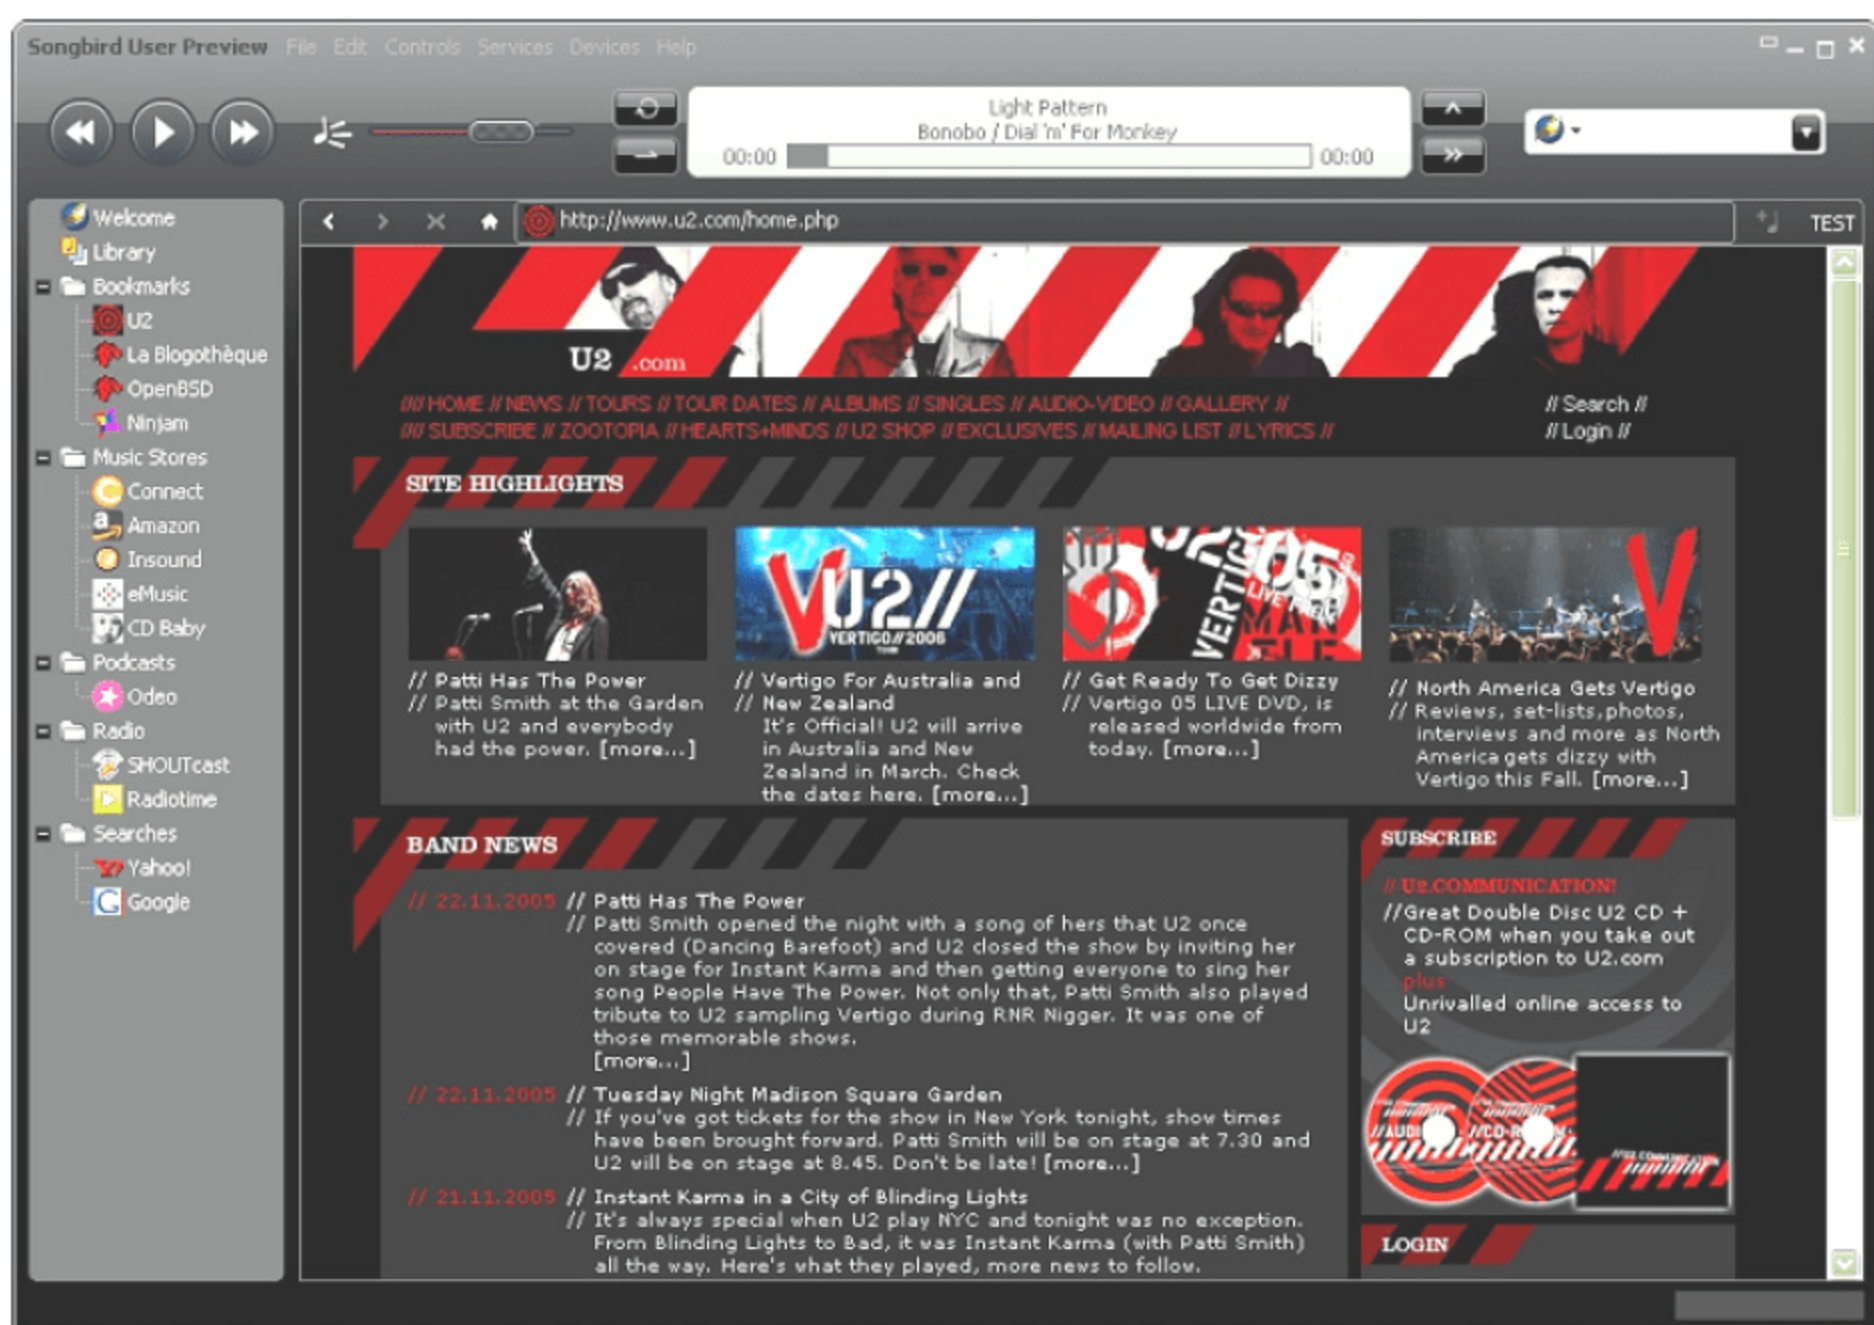 Songbird User Preview File Edit Controls Services Devices Help
Light Pattern
Bonobo / Dial 'm' For Monkey
00:00 00:00
Welcome
Library
Bookmarks
U2
La Blogothèque
OpenBSD
Ninjam
Music Stores
Connect
Amazon
Insound
eMusic
CD Baby
Podcasts
Odeo
Radio
SHOUTcast
Radiotime
Searches
Yahoo!
Google
http://www.u2.com/home.php TEST
U2 .com
//// HOME // NEWS // TOURS // TOUR DATES // ALBUMS // SINGLES // AUDIO-VIDEO // GALLERY //
//// SUBSCRIBE // ZOOTOPIA // HEARTS+MINDS // U2 SHOP // EXCLUSIVES // MAILING LIST // LYRICS //
// Search //
// Login //
SITE HIGHLIGHTS
VU2//
VERTIGO//2006
TOUR
U2
VERTIGO
05
LIVE FROM
// Patti Has The Power
// Patti Smith at the Garden
with U2 and everybody
had the power. [more...]
// Vertigo For Australia and
// New Zealand
It's Official! U2 will arrive
in Australia and New
Zealand in March. Check
the dates here. [more...]
// Get Ready To Get Dizzy
// Vertigo 05 LIVE DVD, is
released worldwide from
today. [more...]
V
// North America Gets Vertigo
// Reviews, set-lists,photos,
interviews and more as North
America gets dizzy with
Vertigo this Fall. [more...]
BAND NEWS
// 22.11.2005 // Patti Has The Power
// Patti Smith opened the night with a song of hers that U2 once
covered (Dancing Barefoot) and U2 closed the show by inviting her
on stage for Instant Karma and then getting everyone to sing her
song People Have The Power. Not only that, Patti Smith also played
tribute to U2 sampling Vertigo during RNR Nigger. It was one of
those memorable shows.
[more...]
// 22.11.2005 // Tuesday Night Madison Square Garden
// If you've got tickets for the show in New York tonight, show times
have been brought forward. Patti Smith will be on stage at 7.30 and
U2 will be on stage at 8.45. Don't be late! [more...]
// 21.11.2005 // Instant Karma in a City of Blinding Lights
// It's always special when U2 play NYC and tonight was no exception.
From Blinding Lights to Bad, it was Instant Karma (with Patti Smith)
all the way. Here's what they played, more news to follow.
SUBSCRIBE
// U2.COMMUNICATION!
//Great Double Disc U2 CD +
CD-ROM when you take out
a subscription to U2.com
plus
Unrivalled online access to
U2
LOGIN